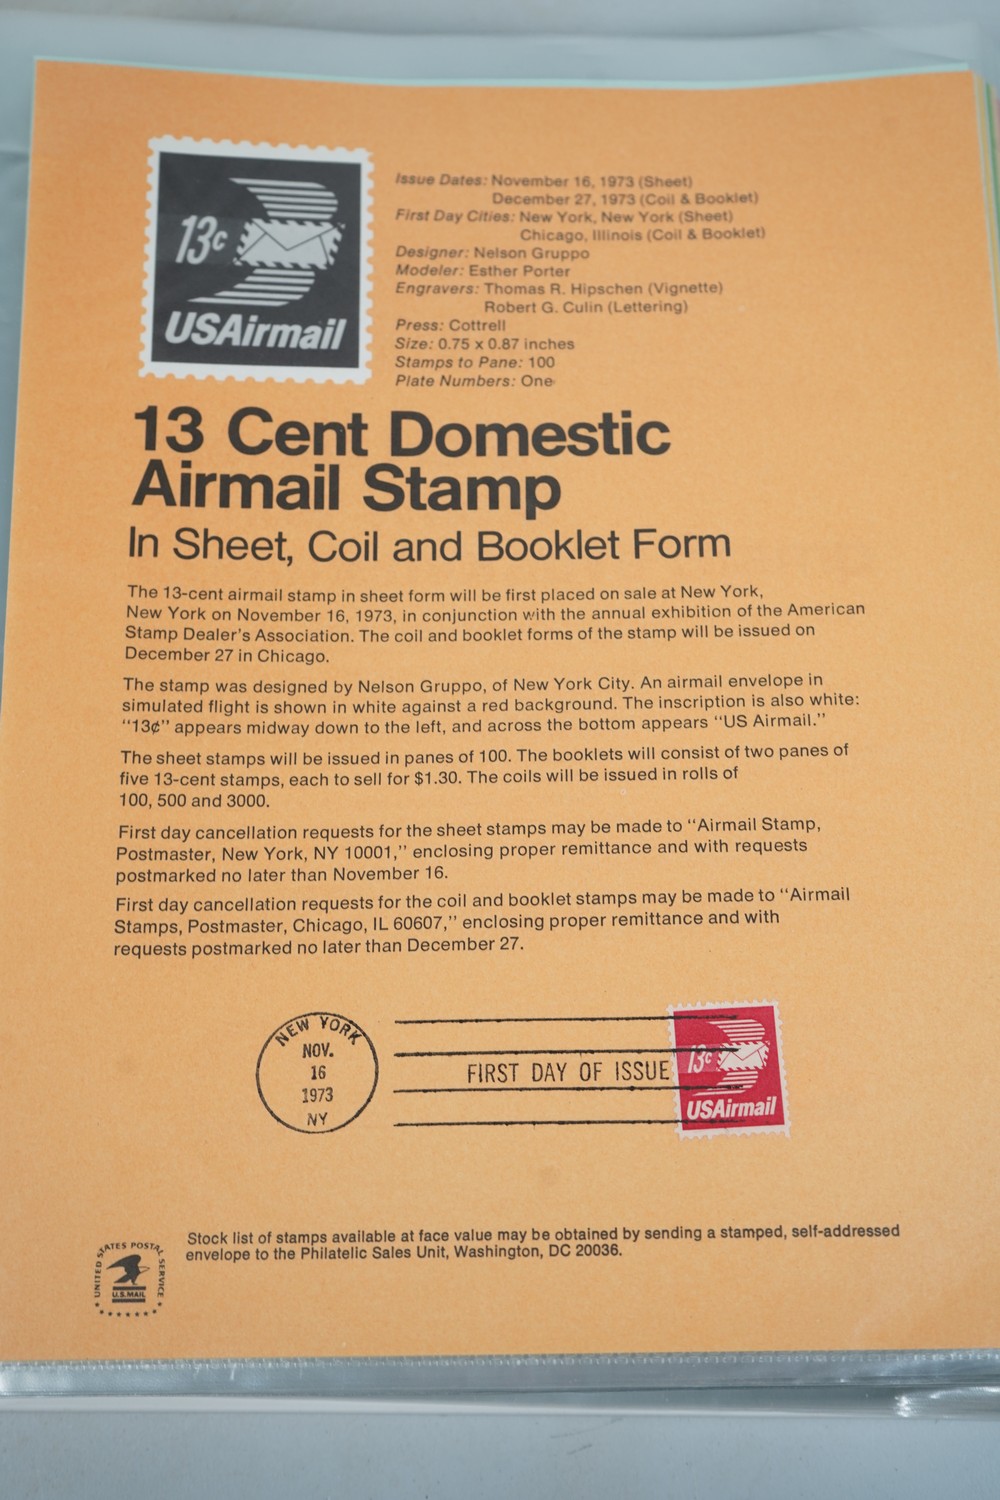 13c
USAirmail
Issue Dates: November 16, 1973 (Sheet)
December 27, 1973 (Coil & Booklet)
First Day Cities: New York, New York (Sheet)
Chicago, Illinois (Coil & Booklet)
Designer: Nelson Gruppo
Modeler: Esther Porter
Engravers: Thomas R. Hipschen (Vignette)
Robert G. Culin (Lettering)
Press: Cottrell
Size: 0.75 x 0.87 inches
Stamps to Pane: 100
Plate Numbers: One
13 Cent Domestic
Airmail Stamp
In Sheet, Coil and Booklet Form
The 13-cent airmail stamp in sheet form will be first placed on sale at New York,
New York on November 16, 1973, in conjunction with the annual exhibition of the American
Stamp Dealer's Association. The coil and booklet forms of the stamp will be issued on
December 27 in Chicago.
The stamp was designed by Nelson Gruppo, of New York City. An airmail envelope in
simulated flight is shown in white against a red background. The inscription is also white:
"13¢" appears midway down to the left, and across the bottom appears "US Airmail."
The sheet stamps will be issued in panes of 100. The booklets will consist of two panes of
five 13-cent stamps, each to sell for $1.30. The coils will be issued in rolls of
100, 500 and 3000.
First day cancellation requests for the sheet stamps may be made to "Airmail Stamp,
Postmaster, New York, NY 10001," enclosing proper remittance and with requests
postmarked no later than November 16.
First day cancellation requests for the coil and booklet stamps may be made to "Airmail
Stamps, Postmaster, Chicago, IL 60607," enclosing proper remittance and with
requests postmarked no later than December 27.
NEW YORK
NOV.
16
1973
NY
FIRST DAY OF ISSUE
13c
USAirmail
Stock list of stamps available at face value may be obtained by sending a stamped, self-addressed
envelope to the Philatelic Sales Unit, Washington, DC 20036.
UNITED STATES POSTAL SERVICE
U.S.MAIL